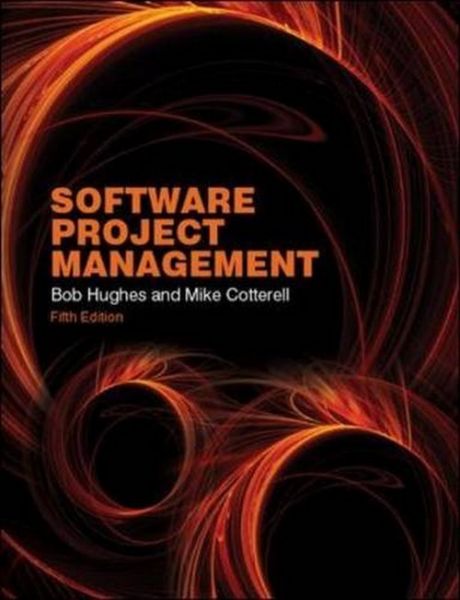 SOFTWARE
PROJECT
MANAGEMENT
Bob Hughes and Mike Cotterell
Fifth Edition